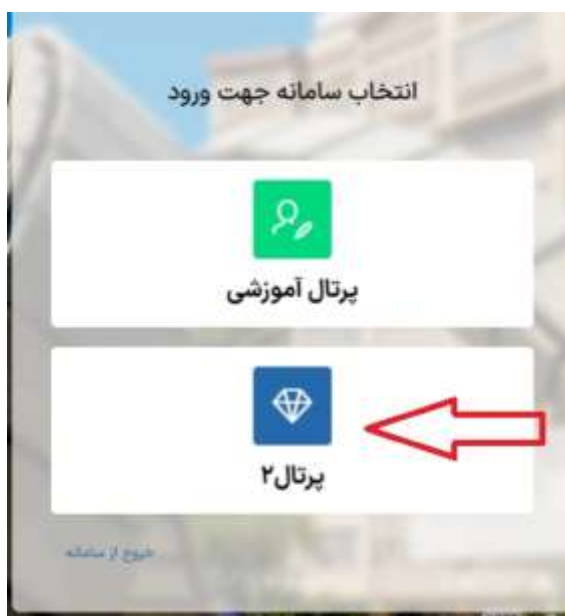 انتخاب سامانه جهت ورود
پرتال آموزشی
پرتال۲
خروج از سامانه